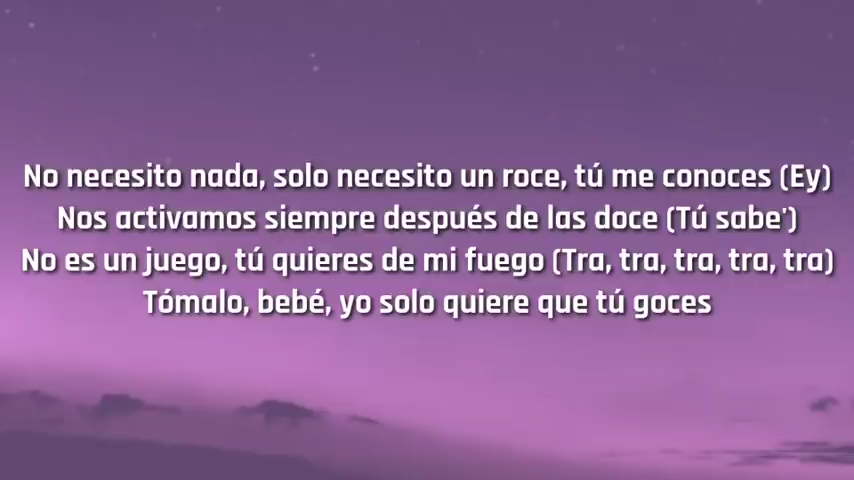 No necesito nada, solo necesito un roce, tú me conoces (Ey)
Nos activamos siempre después de las doce (Tú sabe')
No es un juego, tú quieres de mi fuego (Tra, tra, tra, tra, tra)
Tómalo, bebé, yo solo quiere que tú goces